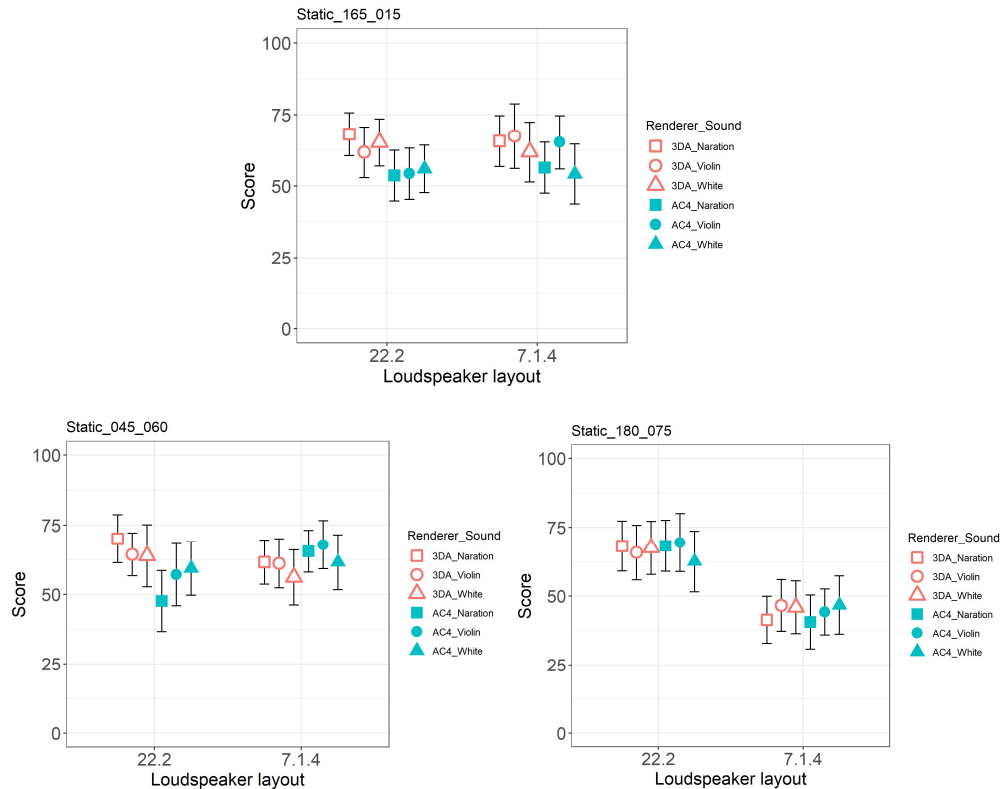 Static_165_015
100
75
50
25
0
Score
22.2
7.1.4
Loudspeaker layout
Renderer_Sound
3DA_Naration
3DA_Violin
3DA_White
AC4_Naration
AC4_Violin
AC4_White
Static_045_060
100
75
50
25
0
Score
22.2
7.1.4
Loudspeaker layout
Renderer_Sound
3DA_Naration
3DA_Violin
3DA_White
AC4_Naration
AC4_Violin
AC4_White
Static_180_075
100
75
50
25
0
Score
22.2
7.1.4
Loudspeaker layout
Renderer_Sound
3DA_Naration
3DA_Violin
3DA_White
AC4_Naration
AC4_Violin
AC4_White